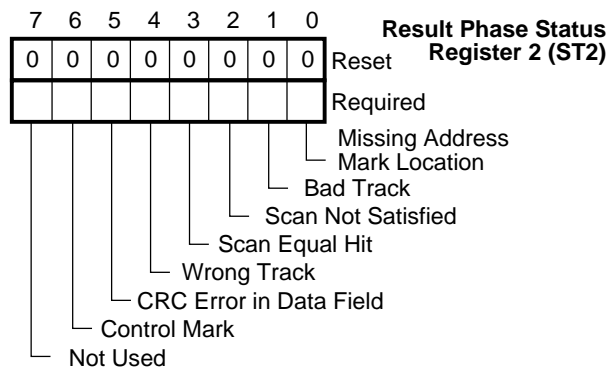 7 6 5 4 3 2 1 0
Result Phase Status
Register 2 (ST2)
0 0 0 0 0 0 0 0 Reset
Required
Missing Address
Mark Location
Bad Track
Scan Not Satisfied
Scan Equal Hit
Wrong Track
CRC Error in Data Field
Control Mark
Not Used